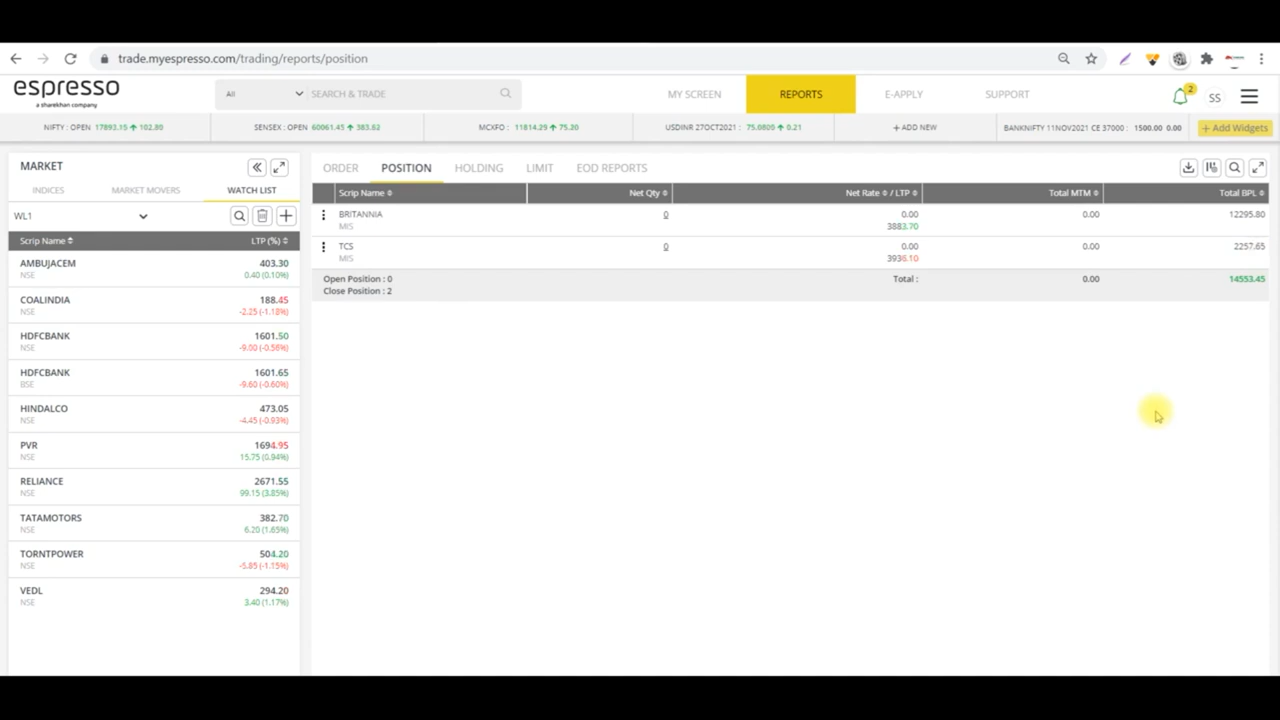 trade.myespresso.com/trading/reports/position
espresso
a sharekhan company
All SEARCH & TRADE
MY SCREEN REPORTS E-APPLY SUPPORT
2
SS
NIFTY : OPEN 17893.15 ↑ 102.80 SENSEX : OPEN 60061.45 ↑ 383.62 MCXFO : 11814.29 ↑ 75.20 USDINR 27OCT2021 : 75.0800 ↑ 0.21 + ADD NEW BANKNIFTY 11NOV2021 CE 37000 : 1500.00 0.00 + Add Widgets
MARKET
INDICES MARKET MOVERS WATCH LIST
WL1
Scrip Name LTP (%)
AMBUJACEM 403.30
NSE 0.40 (0.10%)
COALINDIA 188.45
NSE -2.25 (-1.18%)
HDFCBANK 1601.50
NSE -9.00 (-0.56%)
HDFCBANK 1601.65
BSE -9.60 (-0.60%)
HINDALCO 473.05
NSE -4.45 (-0.93%)
PVR 1694.95
NSE 15.75 (0.94%)
RELIANCE 2671.55
NSE 99.15 (3.85%)
TATAMOTORS 382.70
NSE 6.20 (1.65%)
TORNTPOWER 504.20
NSE -5.85 (-1.15%)
VEDL 294.20
NSE 3.40 (1.17%)
ORDER POSITION HOLDING LIMIT EOD REPORTS
Scrip Name Net Qty Net Rate / LTP Total MTM Total BPL
BRITANNIA 0 0.00 0.00 12295.80
MIS 3883.70
TCS 0 0.00 0.00 2257.65
MIS 3936.10
Open Position : 0 Total : 0.00 14553.45
Close Position : 2